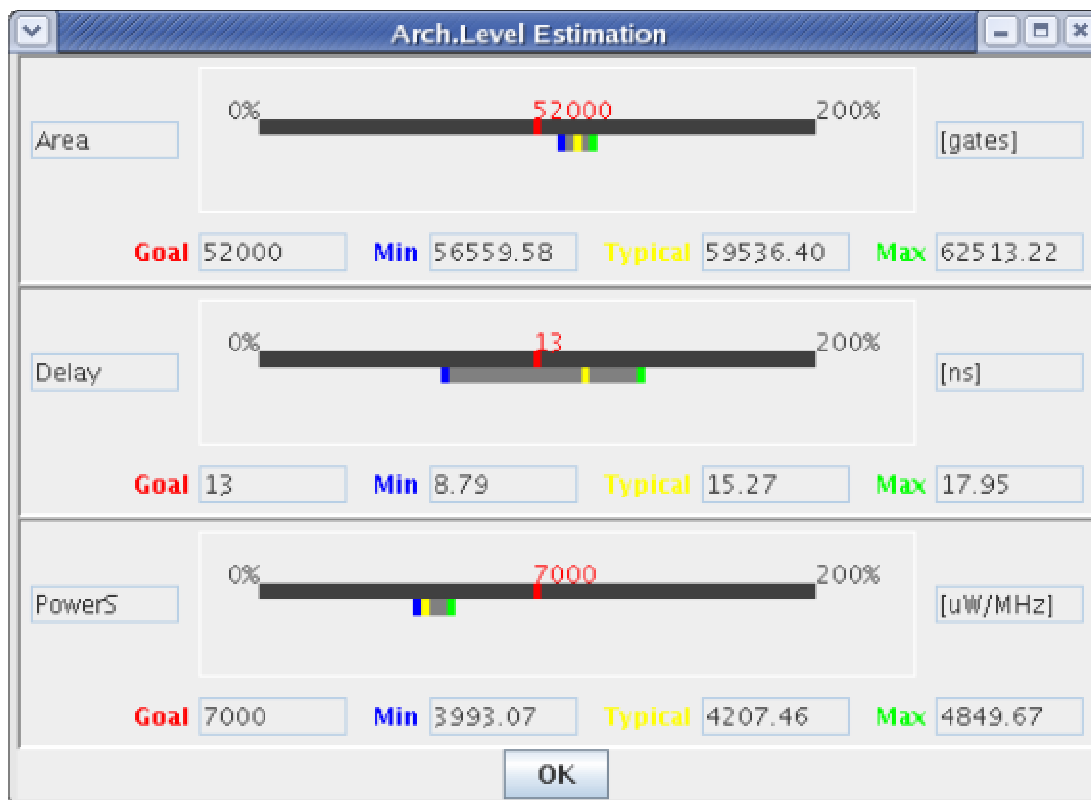 Arch.Level Estimation
0% 52000 200%
Area [gates]
Goal 52000 Min 56559.58 Typical 59536.40 Max 62513.22
0% 13 200%
Delay [ns]
Goal 13 Min 8.79 Typical 15.27 Max 17.95
0% 7000 200%
PowerS [uW/MHz]
Goal 7000 Min 3993.07 Typical 4207.46 Max 4849.67
OK